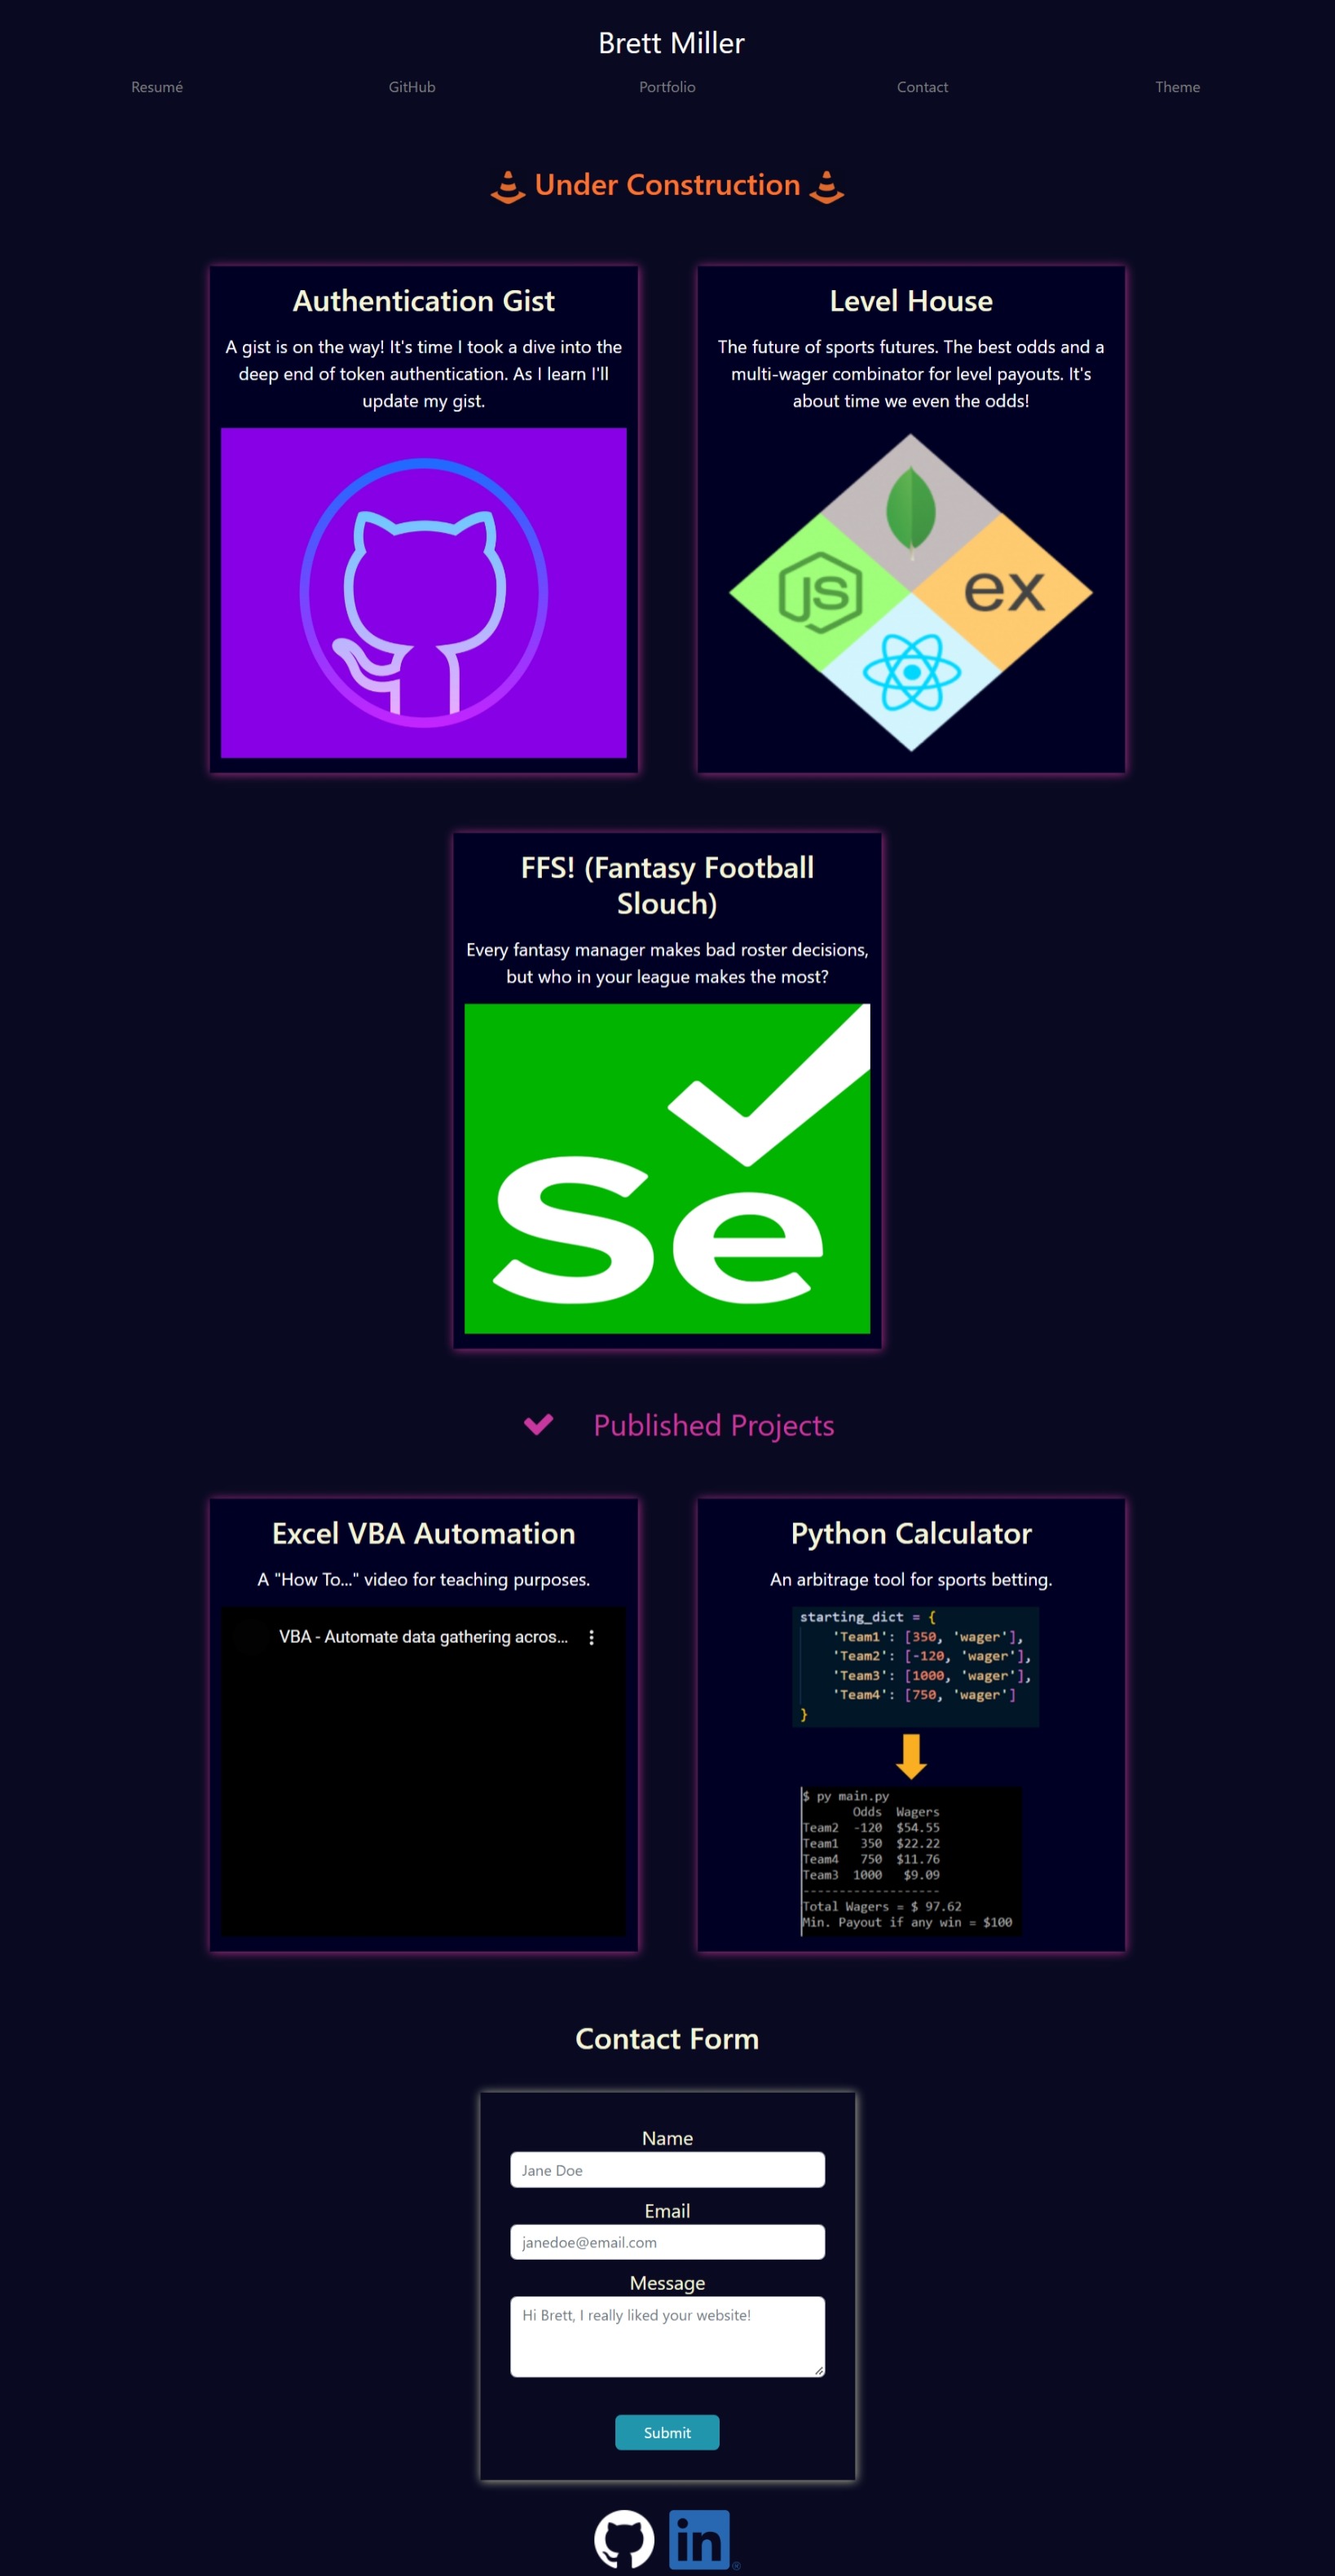 Brett Miller
Resumé GitHub Portfolio Contact Theme
Under Construction
Authentication Gist
A gist is on the way! It's time I took a dive into the
deep end of token authentication. As I learn I'll
update my gist.
Level House
The future of sports futures. The best odds and a
multi-wager combinator for level payouts. It's
about time we even the odds!
JS
ex
FFS! (Fantasy Football
Slouch)
Every fantasy manager makes bad roster decisions,
but who in your league makes the most?
Se
Published Projects
Excel VBA Automation
A "How To..." video for teaching purposes.
VBA - Automate data gathering acros...
Python Calculator
An arbitrage tool for sports betting.
starting_dict = {
'Team1': [350, 'wager'],
'Team2': [-120, 'wager'],
'Team3': [1000, 'wager'],
'Team4': [750, 'wager']
}
$ py main.py
Odds Wagers
Team2 -120 $54.55
Team1 350 $22.22
Team4 750 $11.76
Team3 1000 $9.09
-------------------
Total Wagers = $ 97.62
Min. Payout if any win = $100
Contact Form
Name
Jane Doe
Email
janedoe@email.com
Message
Hi Brett, I really liked your website!
Submit
in ®